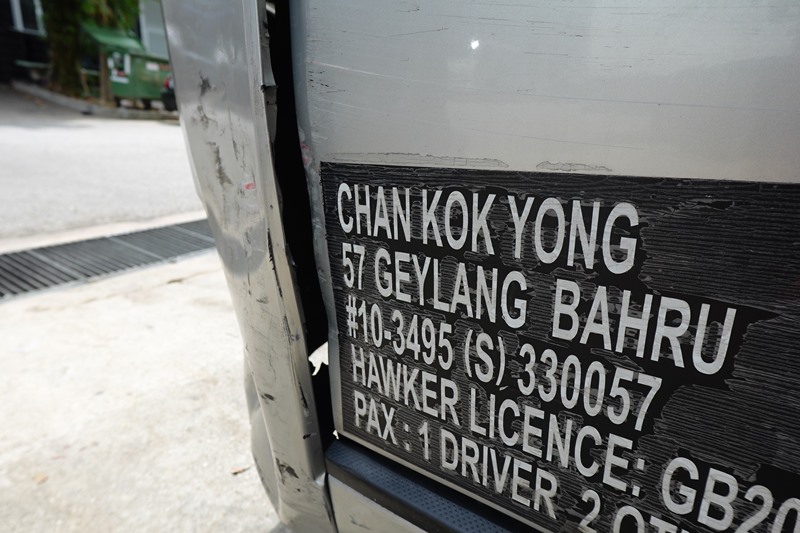 CHAN KOK YONG
57 GEYLANG BAHRU
#10-3495 (S) 330057
HAWKER LICENCE: GB20
PAX : 1 DRIVER 2